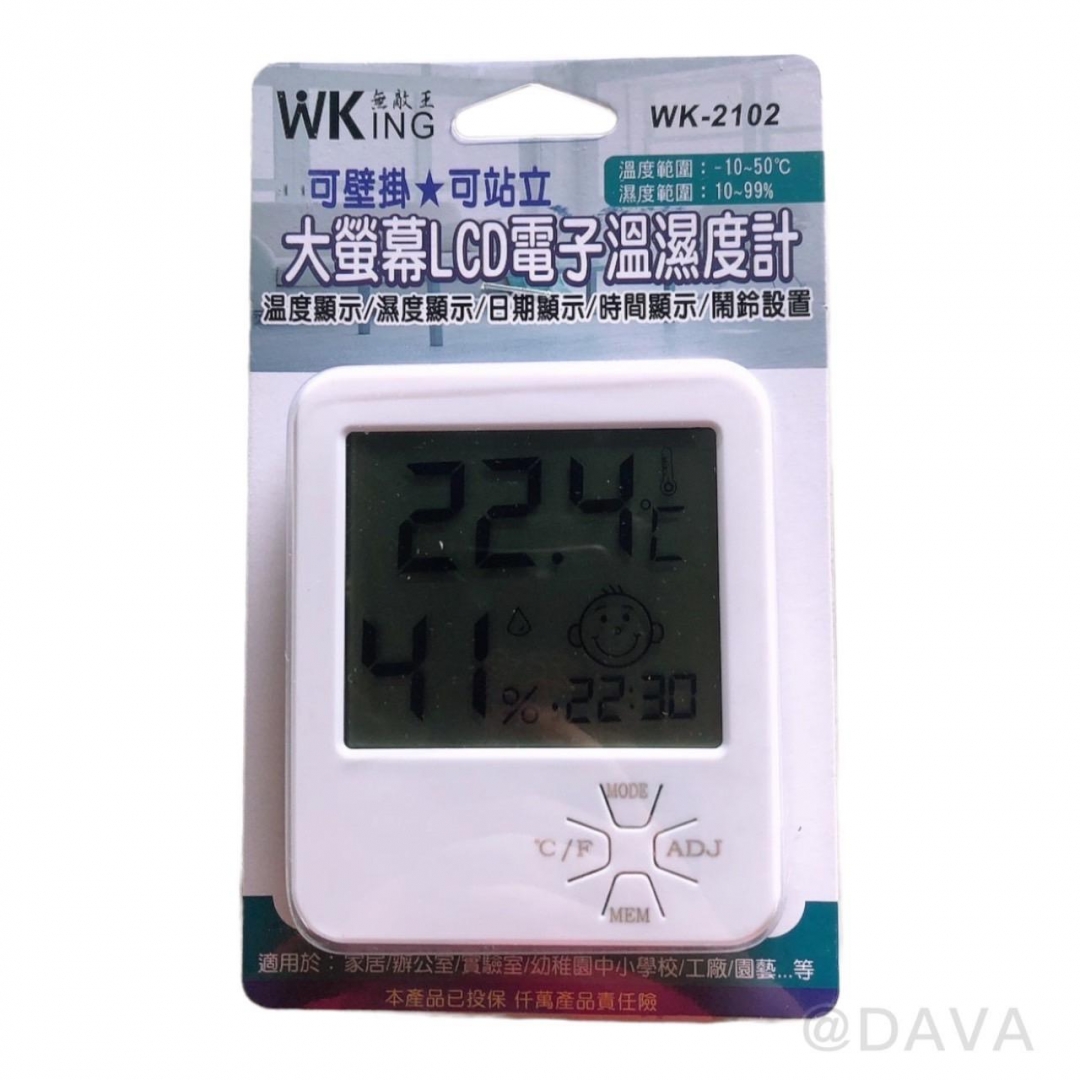 WKING 無敵王
WK-2102
溫度範圍：-10~50℃
濕度範圍：10~99%
可壁掛★可站立
大螢幕LCD電子溫濕度計
溫度顯示/濕度顯示/日期顯示/時間顯示/鬧鈴設置
22.4℃
41%
22:30
MODE
℃/F
ADJ
MEM
適用於：家居/辦公室/實驗室/幼稚園中小學校/工廠/園藝...等
本產品已投保 仟萬產品責任險
@DAVA